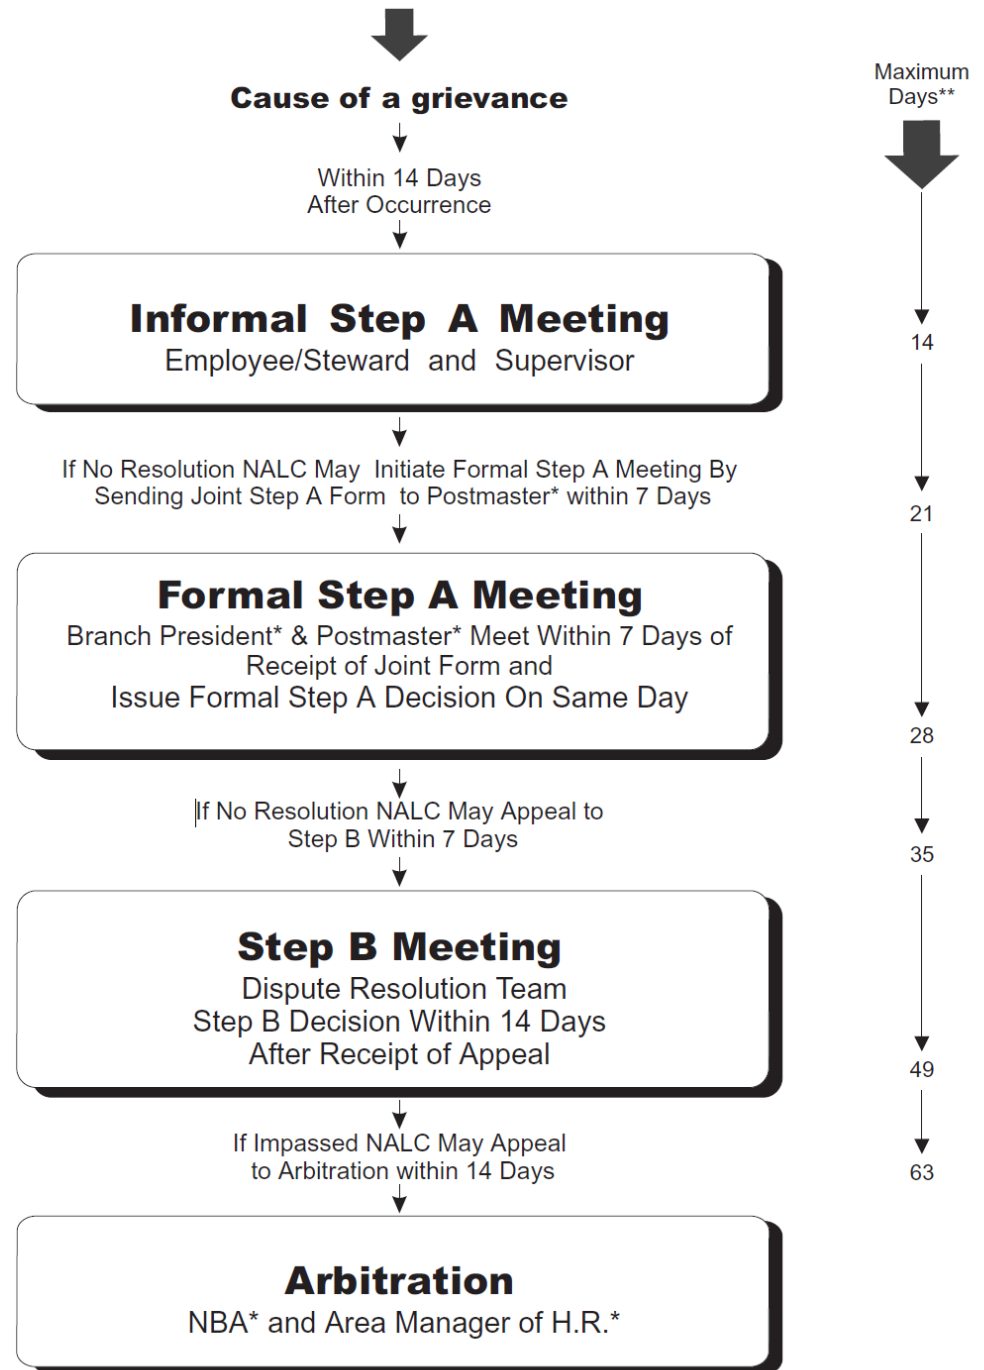 Cause of a grievance
Maximum
Days**
Within 14 Days
After Occurrence
Informal Step A Meeting
Employee/Steward and Supervisor
14
If No Resolution NALC May Initiate Formal Step A Meeting By
Sending Joint Step A Form to Postmaster* within 7 Days
21
Formal Step A Meeting
Branch President* & Postmaster* Meet Within 7 Days of
Receipt of Joint Form and
Issue Formal Step A Decision On Same Day
28
If No Resolution NALC May Appeal to
Step B Within 7 Days
35
Step B Meeting
Dispute Resolution Team
Step B Decision Within 14 Days
After Receipt of Appeal
49
If Impassed NALC May Appeal
to Arbitration within 14 Days
63
Arbitration
NBA* and Area Manager of H.R.*